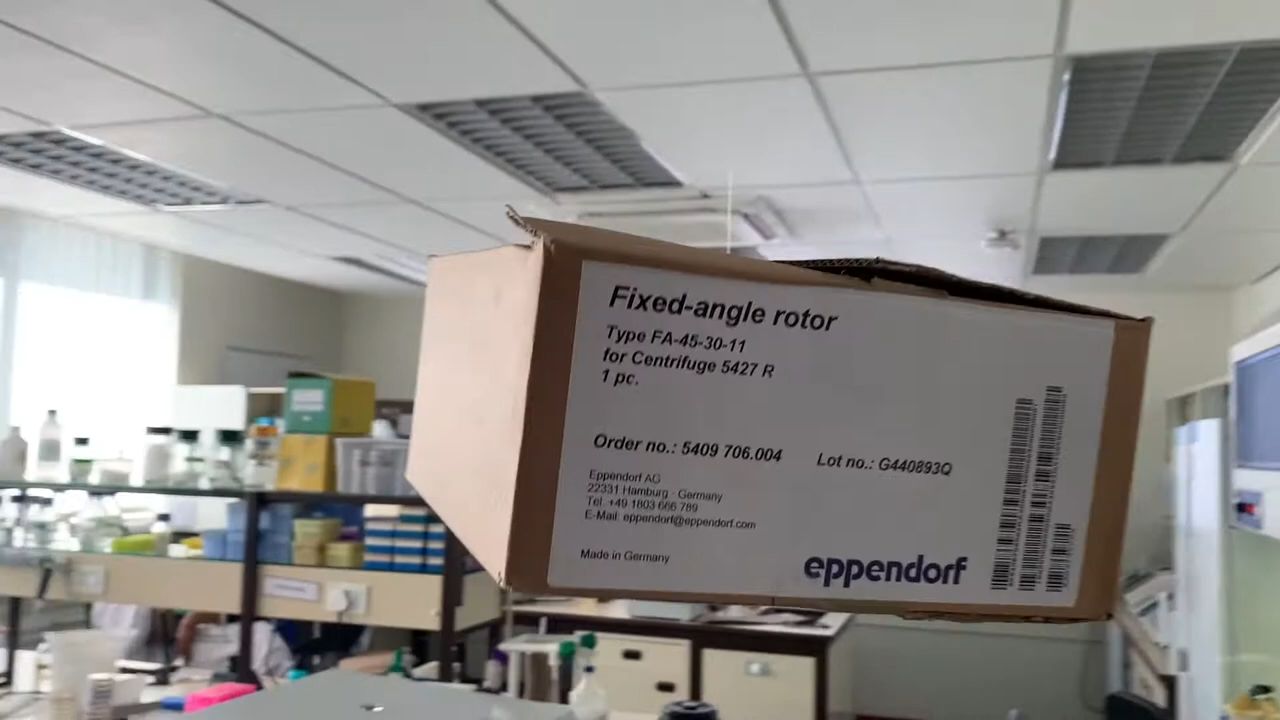 Fixed-angle rotor
Type FA-45-30-11
for Centrifuge 5427 R
1 pc.
Order no.: 5409 706.004 Lot no.: G440893Q
Eppendorf AG
22331 Hamburg · Germany
Tel. +49 1803 666 789
E-Mail: eppendorf@eppendorf.com
Made in Germany
eppendorf